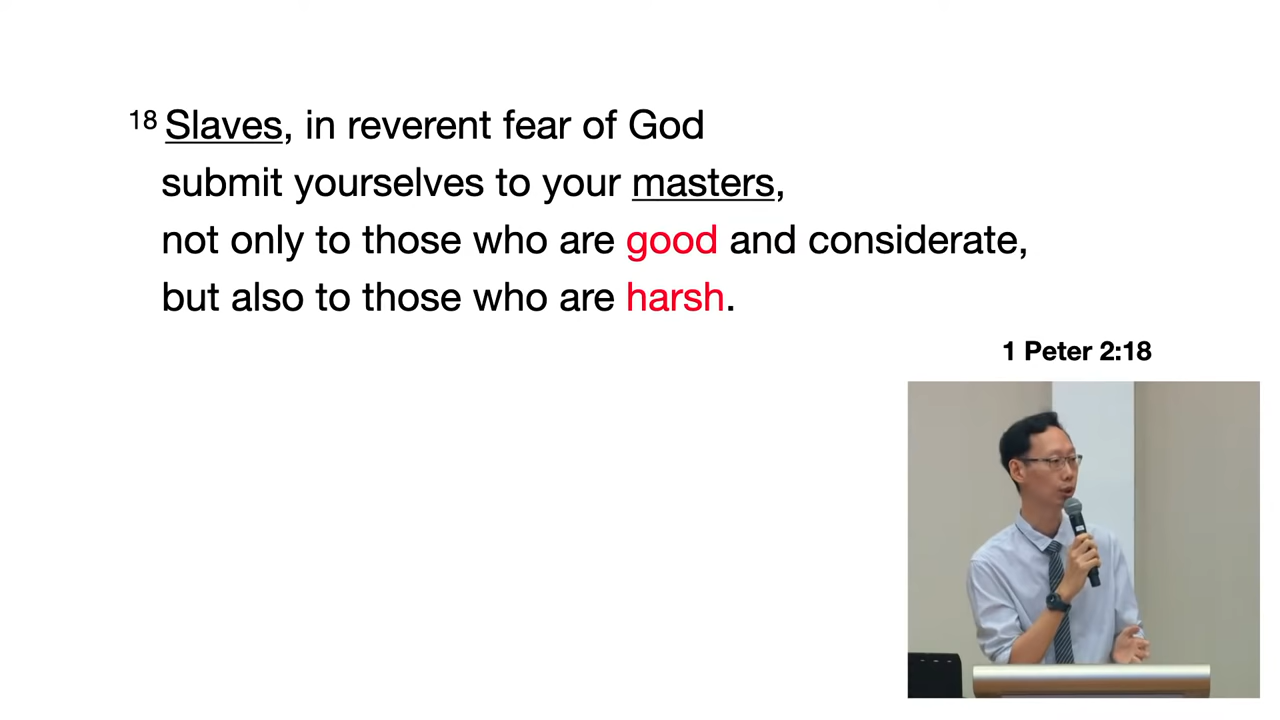 18 Slaves, in reverent fear of God
submit yourselves to your masters,
not only to those who are good and considerate,
but also to those who are harsh.
1 Peter 2:18